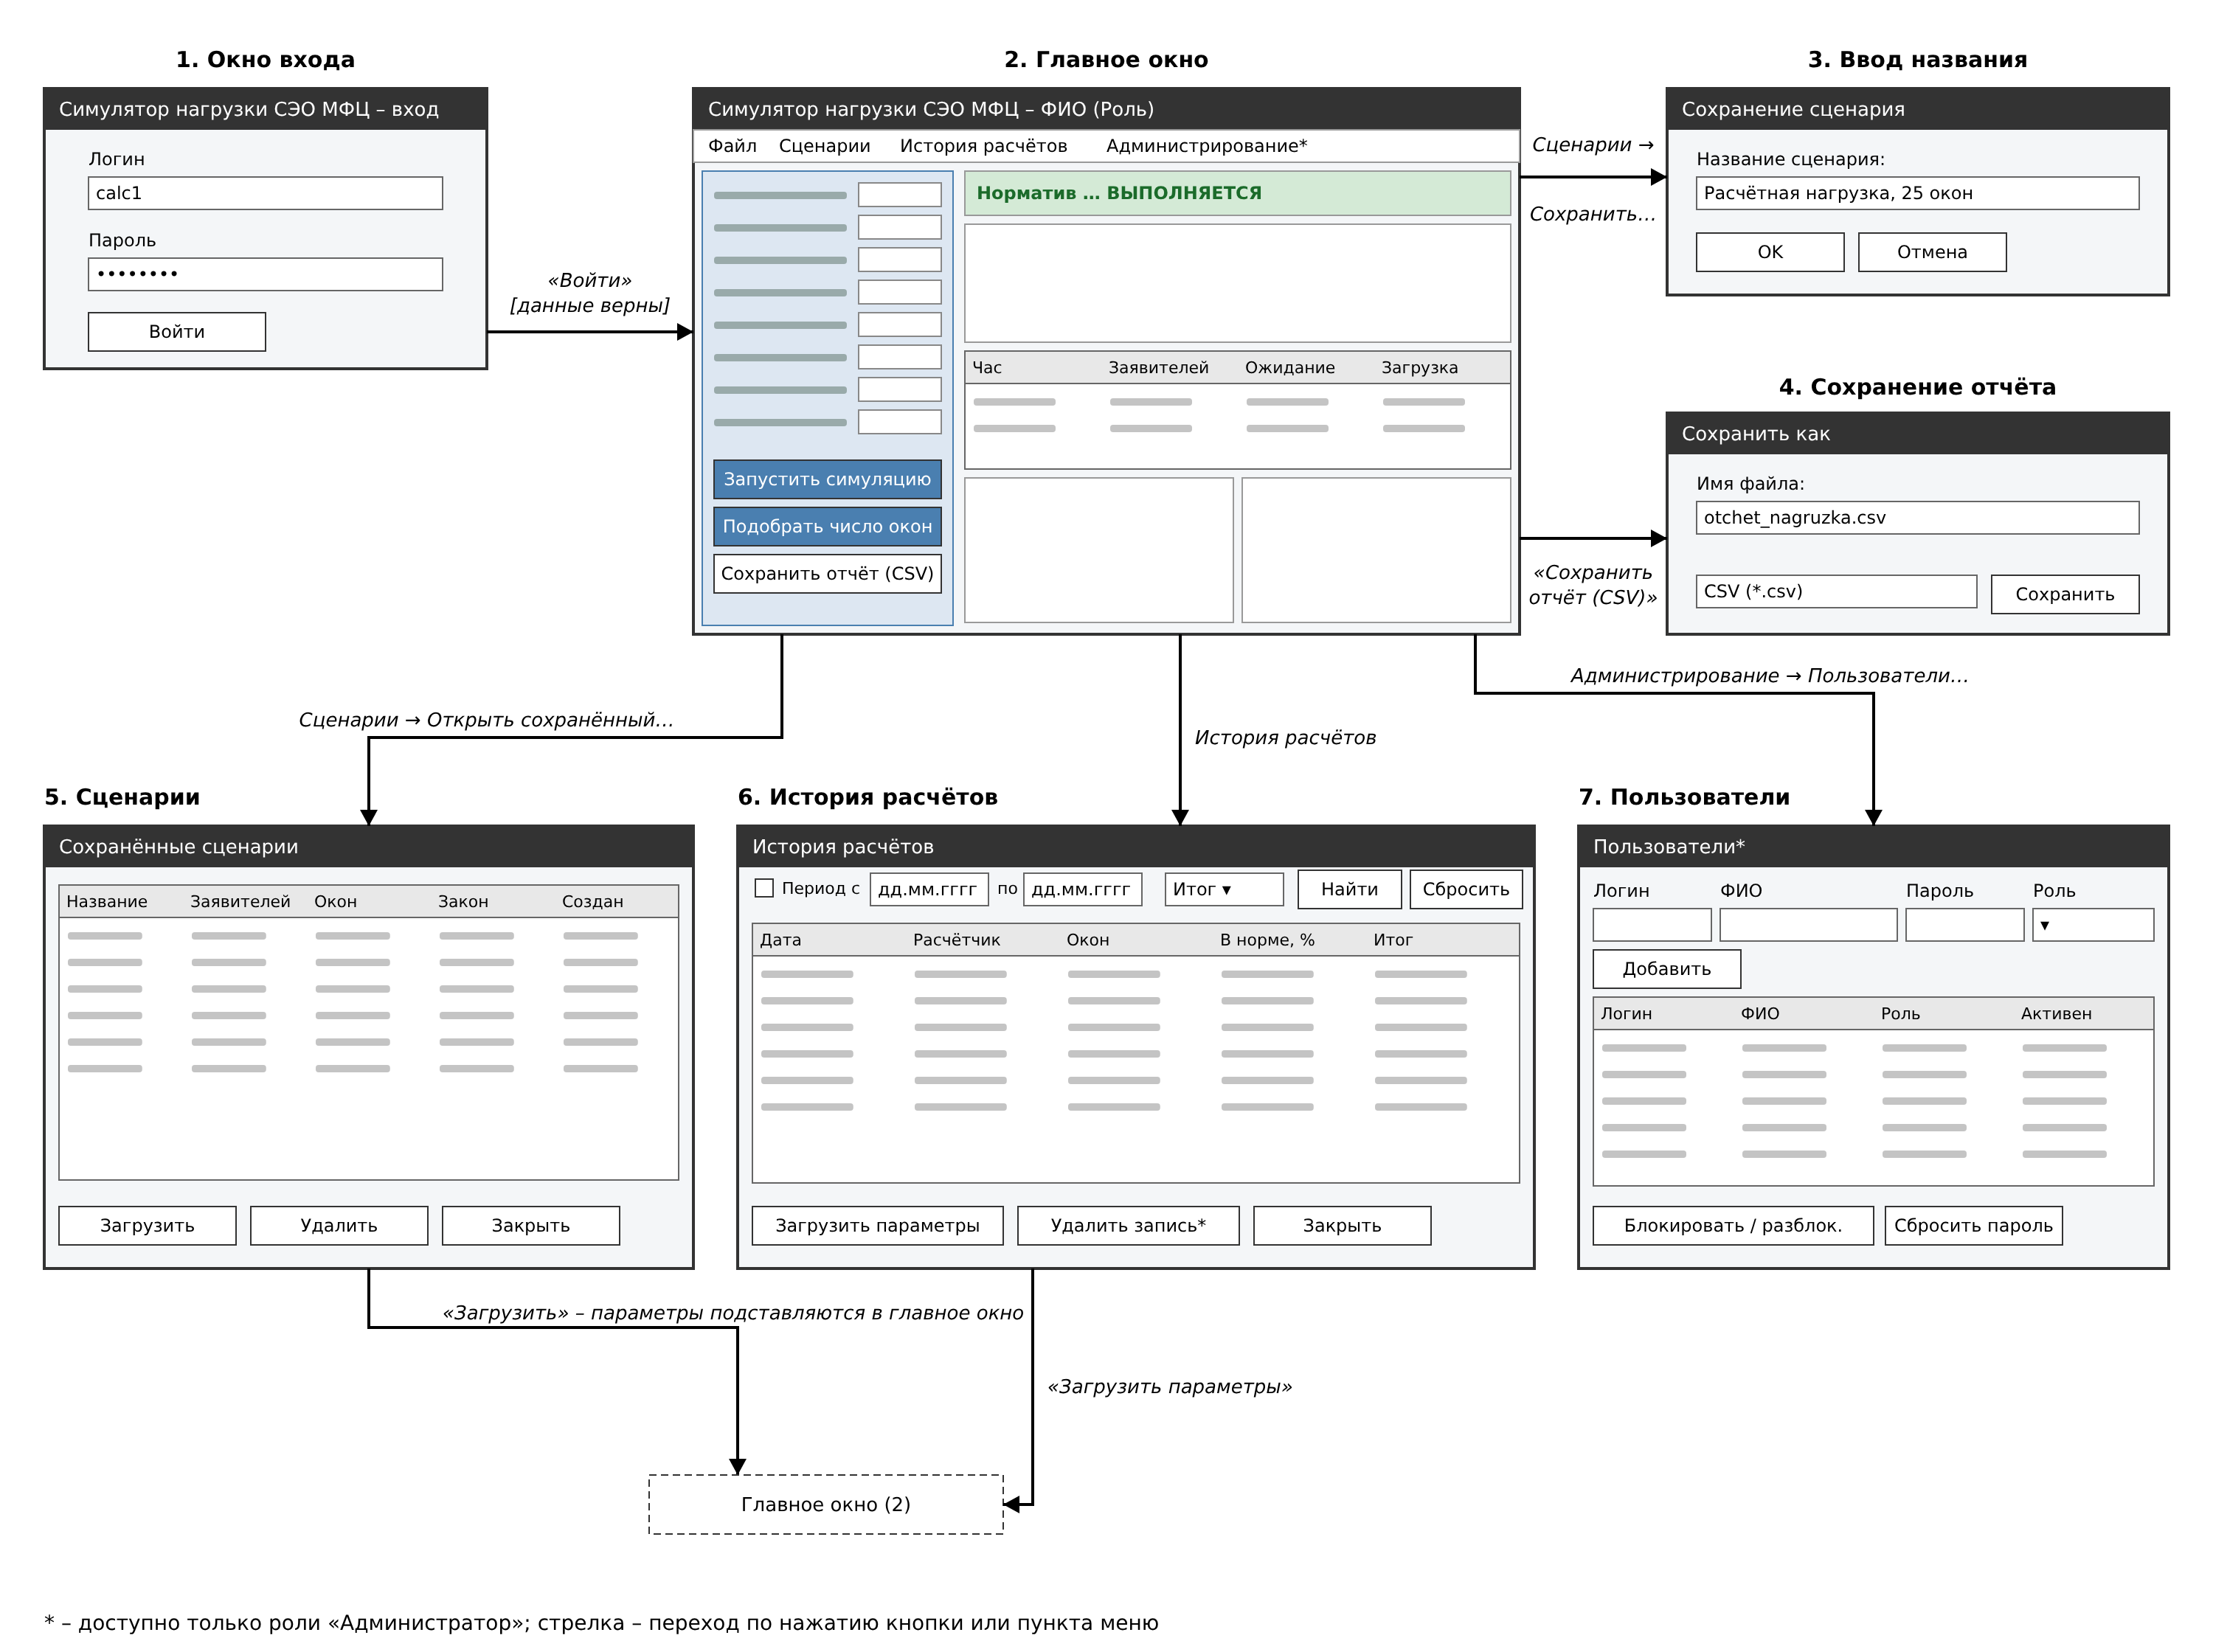 1. Окно входа
Симулятор нагрузки СЭО МФЦ – вход
Логин
calc1
Пароль
••••••••
Войти
«Войти»
[данные верны]
2. Главное окно
Симулятор нагрузки СЭО МФЦ – ФИО (Роль)
Файл Сценарии История расчётов Администрирование*
Норматив ... ВЫПОЛНЯЕТСЯ
Час Заявителей Ожидание Загрузка
Запустить симуляцию
Подобрать число окон
Сохранить отчёт (CSV)
Сценарии →
Сохранить...
3. Ввод названия
Сохранение сценария
Название сценария:
Расчётная нагрузка, 25 окон
OK Отмена
«Сохранить
отчёт (CSV)»
4. Сохранение отчёта
Сохранить как
Имя файла:
otchet_nagruzka.csv
CSV (*.csv) Сохранить
Сценарии → Открыть сохранённый...
История расчётов
Администрирование → Пользователи...
5. Сценарии
Сохранённые сценарии
Название Заявителей Окон Закон Создан
Загрузить Удалить Закрыть
6. История расчётов
История расчётов
Период с дд.мм.гггг по дд.мм.гггг Итог ▾ Найти Сбросить
Дата Расчётчик Окон В норме, % Итог
Загрузить параметры Удалить запись* Закрыть
7. Пользователи
Пользователи*
Логин ФИО Пароль Роль
▾
Добавить
Логин ФИО Роль Активен
Блокировать / разблок. Сбросить пароль
«Загрузить» – параметры подставляются в главное окно
«Загрузить параметры»
Главное окно (2)
* – доступно только роли «Администратор»; стрелка – переход по нажатию кнопки или пункта меню